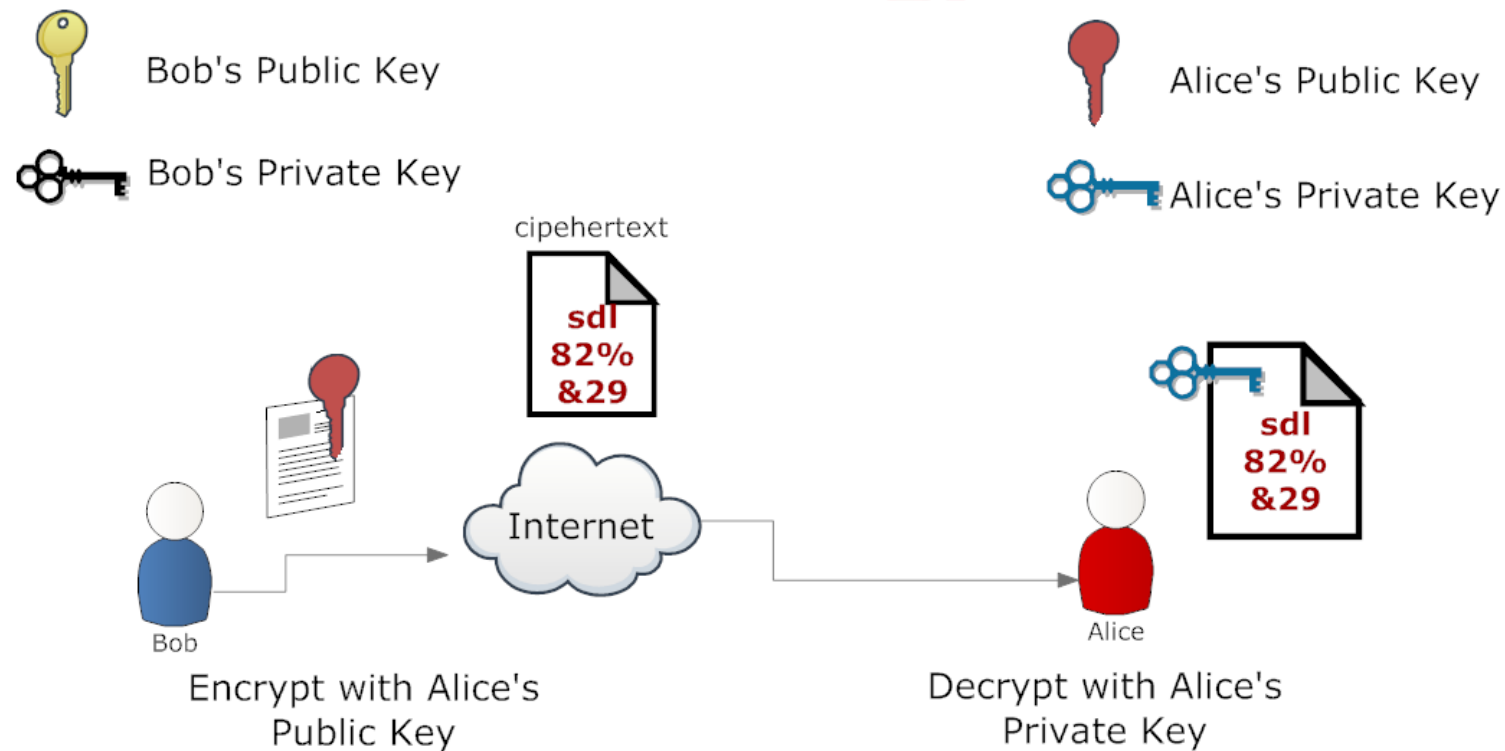 Bob's Public Key
Alice's Public Key
Bob's Private Key
Alice's Private Key
cipehertext
sdl
82%
&29
sdl
82%
&29
Internet
Bob
Alice
Encrypt with Alice's
Public Key
Decrypt with Alice's
Private Key